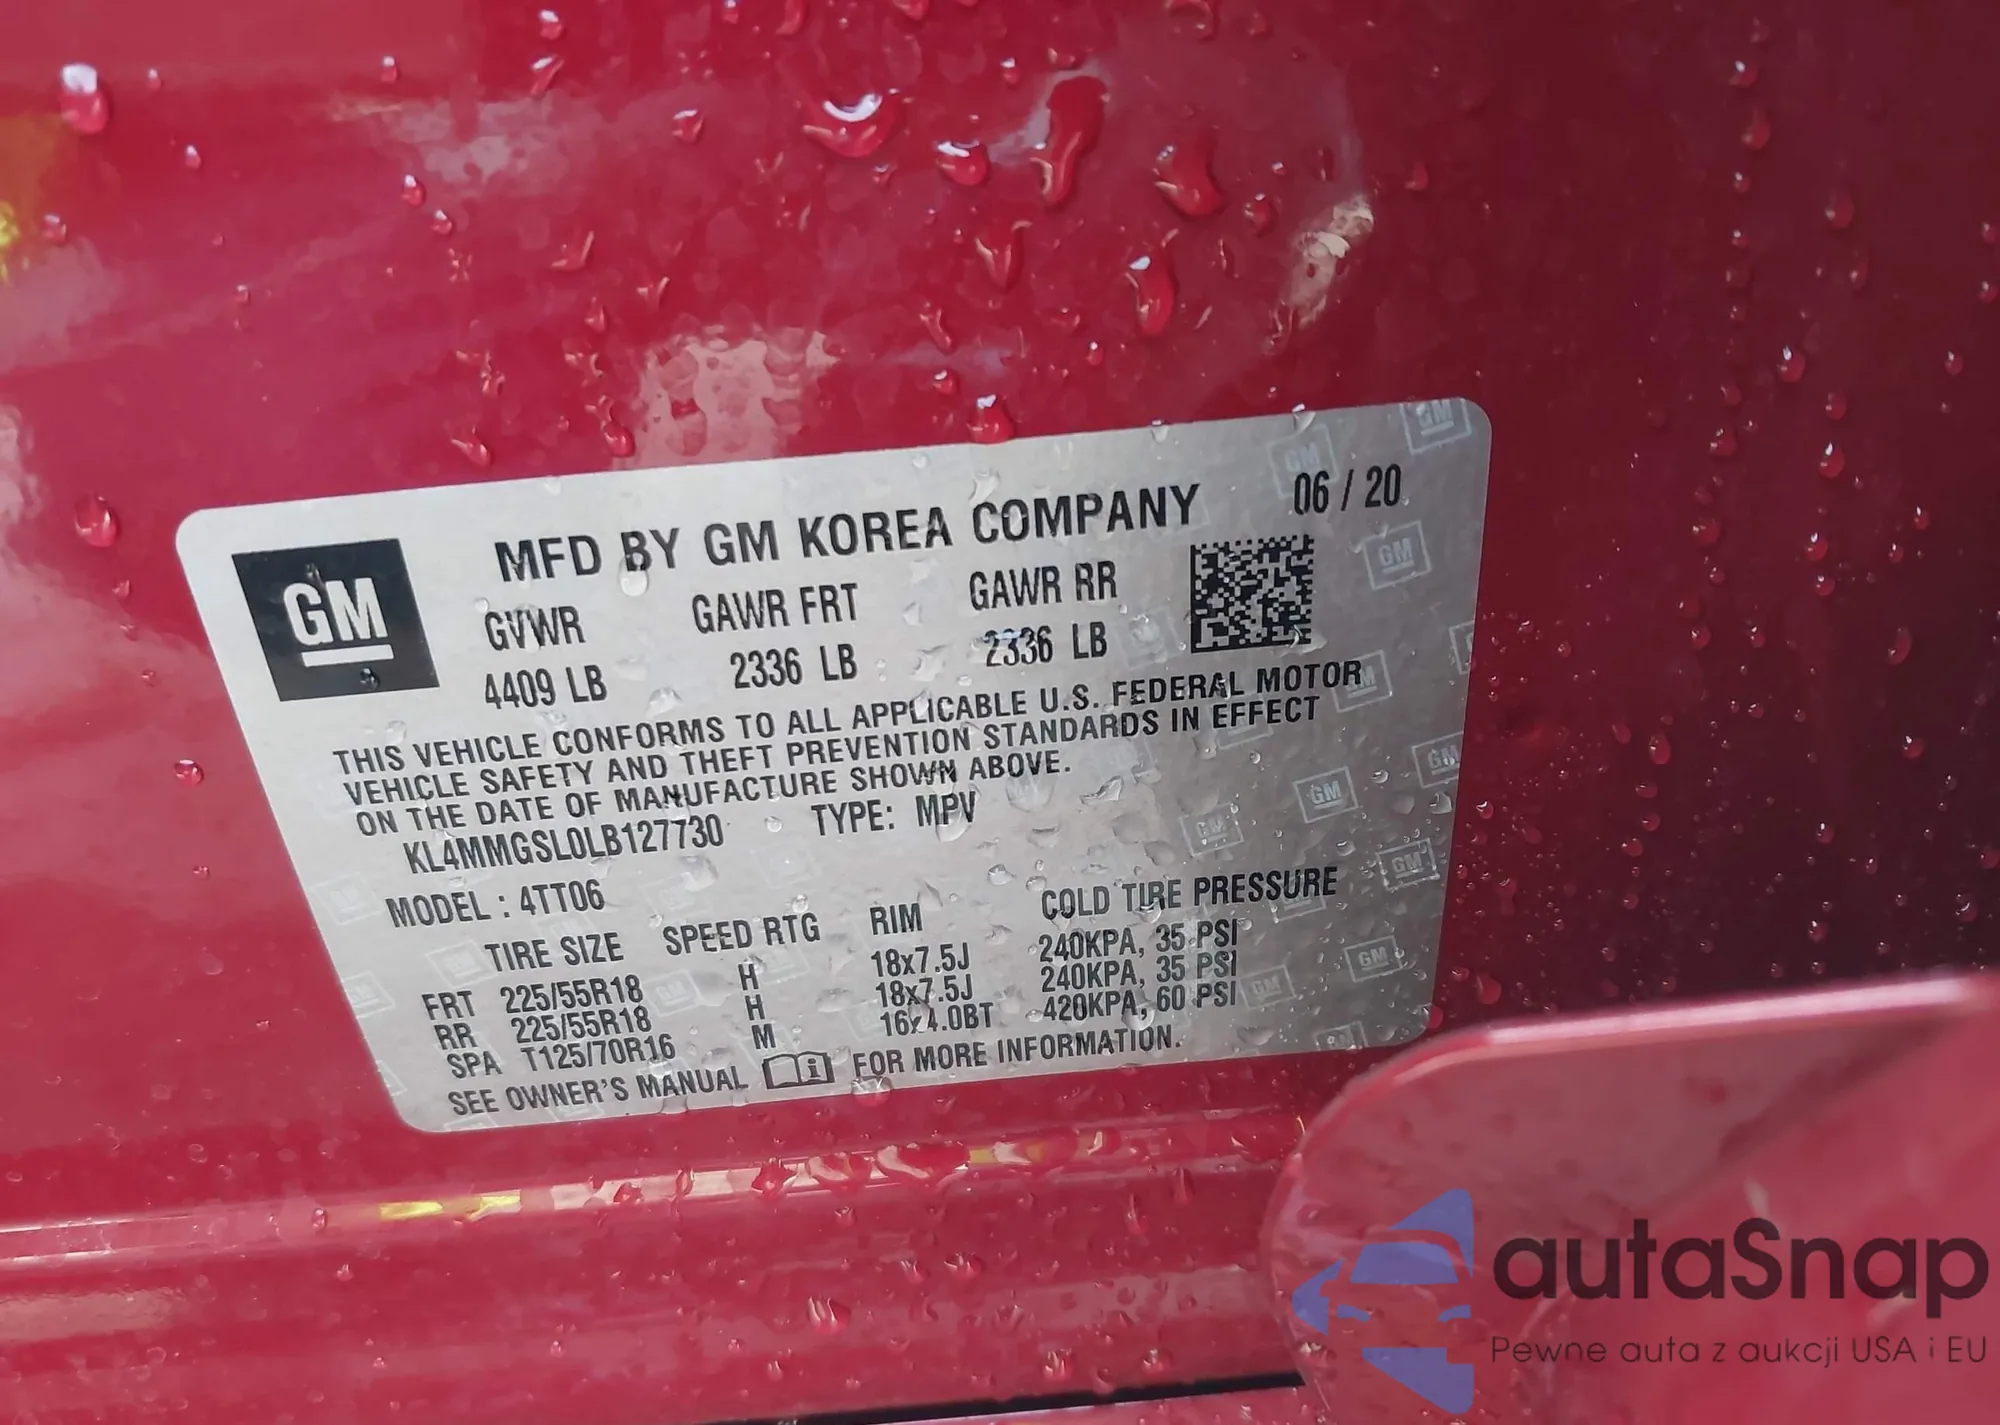 MFD BY GM KOREA COMPANY 06 / 20
GM
GVWR GAWR FRT GAWR RR
4409 LB 2336 LB 2336 LB
THIS VEHICLE CONFORMS TO ALL APPLICABLE U.S. FEDERAL MOTOR
VEHICLE SAFETY AND THEFT PREVENTION STANDARDS IN EFFECT
ON THE DATE OF MANUFACTURE SHOWN ABOVE.
KL4MMGSL0LB127730 TYPE: MPV
MODEL : 4TT06
TIRE SIZE SPEED RTG RIM COLD TIRE PRESSURE
FRT 225/55R18 H 18x7.5J 240KPA, 35 PSI
RR 225/55R18 H 18x7.5J 240KPA, 35 PSI
SPA T125/70R16 M 16x4.0BT 420KPA, 60 PSI
SEE OWNER'S MANUAL FOR MORE INFORMATION.
autaSnap
Pewne auta z aukcji USA i EU